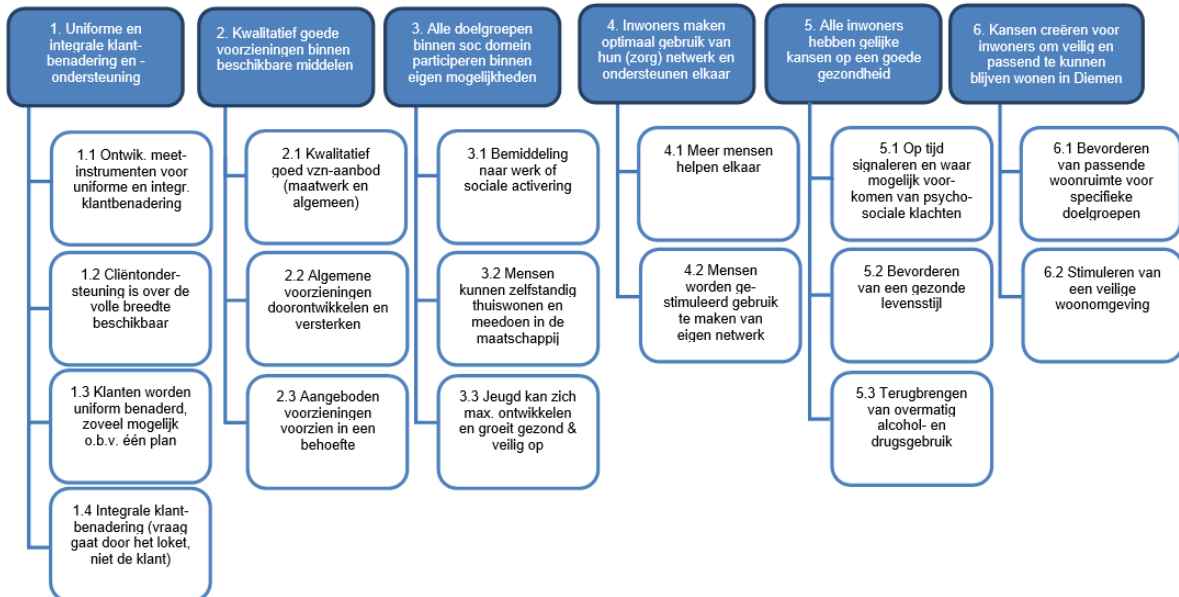 1. Uniforme en
integrale klant-
benadering en -
ondersteuning
1.1 Ontwik. meet-
instrumenten voor
uniforme en integr.
klantbenadering
1.2 Cliëntonder-
steuning is over de
volle breedte
beschikbaar
1.3 Klanten worden
uniform benaderd,
zoveel mogelijk
o.b.v. één plan
1.4 Integrale klant-
benadering (vraag
gaat door het loket,
niet de klant)
2. Kwalitatief goede
voorzieningen binnen
beschikbare middelen
2.1 Kwalitatief
goed vzn-aanbod
(maatwerk en
algemeen)
2.2 Algemene
voorzieningen
doorontwikkelen en
versterken
2.3 Aangeboden
voorzieningen
voorzien in een
behoefte
3. Alle doelgroepen
binnen soc domein
participeren binnen
eigen mogelijkheden
3.1 Bemiddeling
naar werk of
sociale activering
3.2 Mensen
kunnen zelfstandig
thuiswonen en
meedoen in de
maatschappij
3.3 Jeugd kan zich
max. ontwikkelen
en groeit gezond &
veilig op
4. Inwoners maken
optimaal gebruik van
hun (zorg) netwerk en
ondersteunen elkaar
4.1 Meer mensen
helpen elkaar
4.2 Mensen
worden ge-
stimuleerd gebruik
te maken van
eigen netwerk
5. Alle inwoners
hebben gelijke
kansen op een goede
gezondheid
5.1 Op tijd
signaleren en waar
mogelijk voor-
komen van psycho-
sociale klachten
5.2 Bevorderen
van een gezonde
levensstijl
5.3 Terugbrengen
van overmatig
alcohol- en
drugsgebruik
6. Kansen creëren voor
inwoners om veilig en
passend te kunnen
blijven wonen in Diemen
6.1 Bevorderen
van passende
woonruimte voor
specifieke
doelgroepen
6.2 Stimuleren van
een veilige
woonomgeving